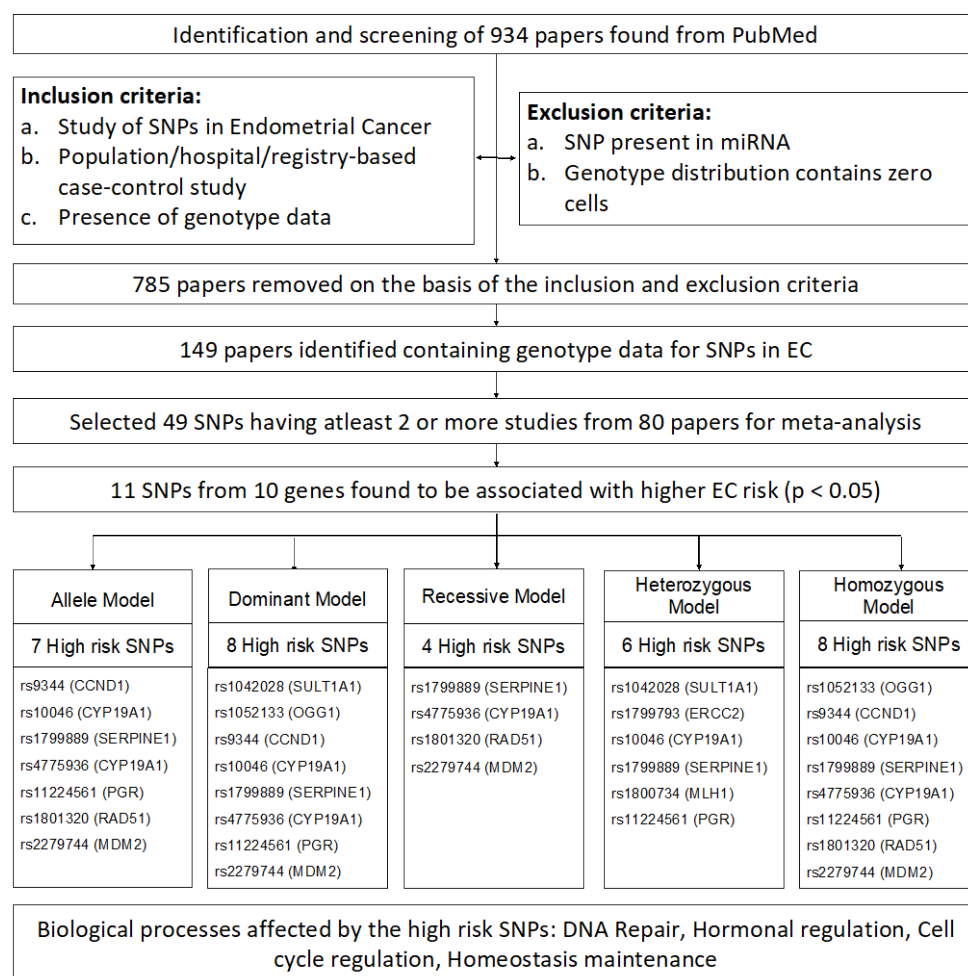 Identification and screening of 934 papers found from PubMed
Inclusion criteria:
a. Study of SNPs in Endometrial Cancer
b. Population/hospital/registry-based
case-control study
c. Presence of genotype data
Exclusion criteria:
a. SNP present in miRNA
b. Genotype distribution contains zero
cells
785 papers removed on the basis of the inclusion and exclusion criteria
149 papers identified containing genotype data for SNPs in EC
Selected 49 SNPs having atleast 2 or more studies from 80 papers for meta-analysis
11 SNPs from 10 genes found to be associated with higher EC risk (p < 0.05)
Allele Model
7 High risk SNPs
rs9344 (CCND1)
rs10046 (CYP19A1)
rs1799889 (SERPINE1)
rs4775936 (CYP19A1)
rs11224561 (PGR)
rs1801320 (RAD51)
rs2279744 (MDM2)
Dominant Model
8 High risk SNPs
rs1042028 (SULT1A1)
rs1052133 (OGG1)
rs9344 (CCND1)
rs10046 (CYP19A1)
rs1799889 (SERPINE1)
rs4775936 (CYP19A1)
rs11224561 (PGR)
rs2279744 (MDM2)
Recessive Model
4 High risk SNPs
rs1799889 (SERPINE1)
rs4775936 (CYP19A1)
rs1801320 (RAD51)
rs2279744 (MDM2)
Heterozygous
Model
6 High risk SNPs
rs1042028 (SULT1A1)
rs1799793 (ERCC2)
rs10046 (CYP19A1)
rs1799889 (SERPINE1)
rs1800734 (MLH1)
rs11224561 (PGR)
Homozygous
Model
8 High risk SNPs
rs1052133 (OGG1)
rs9344 (CCND1)
rs10046 (CYP19A1)
rs1799889 (SERPINE1)
rs4775936 (CYP19A1)
rs11224561 (PGR)
rs1801320 (RAD51)
rs2279744 (MDM2)
Biological processes affected by the high risk SNPs: DNA Repair, Hormonal regulation, Cell
cycle regulation, Homeostasis maintenance